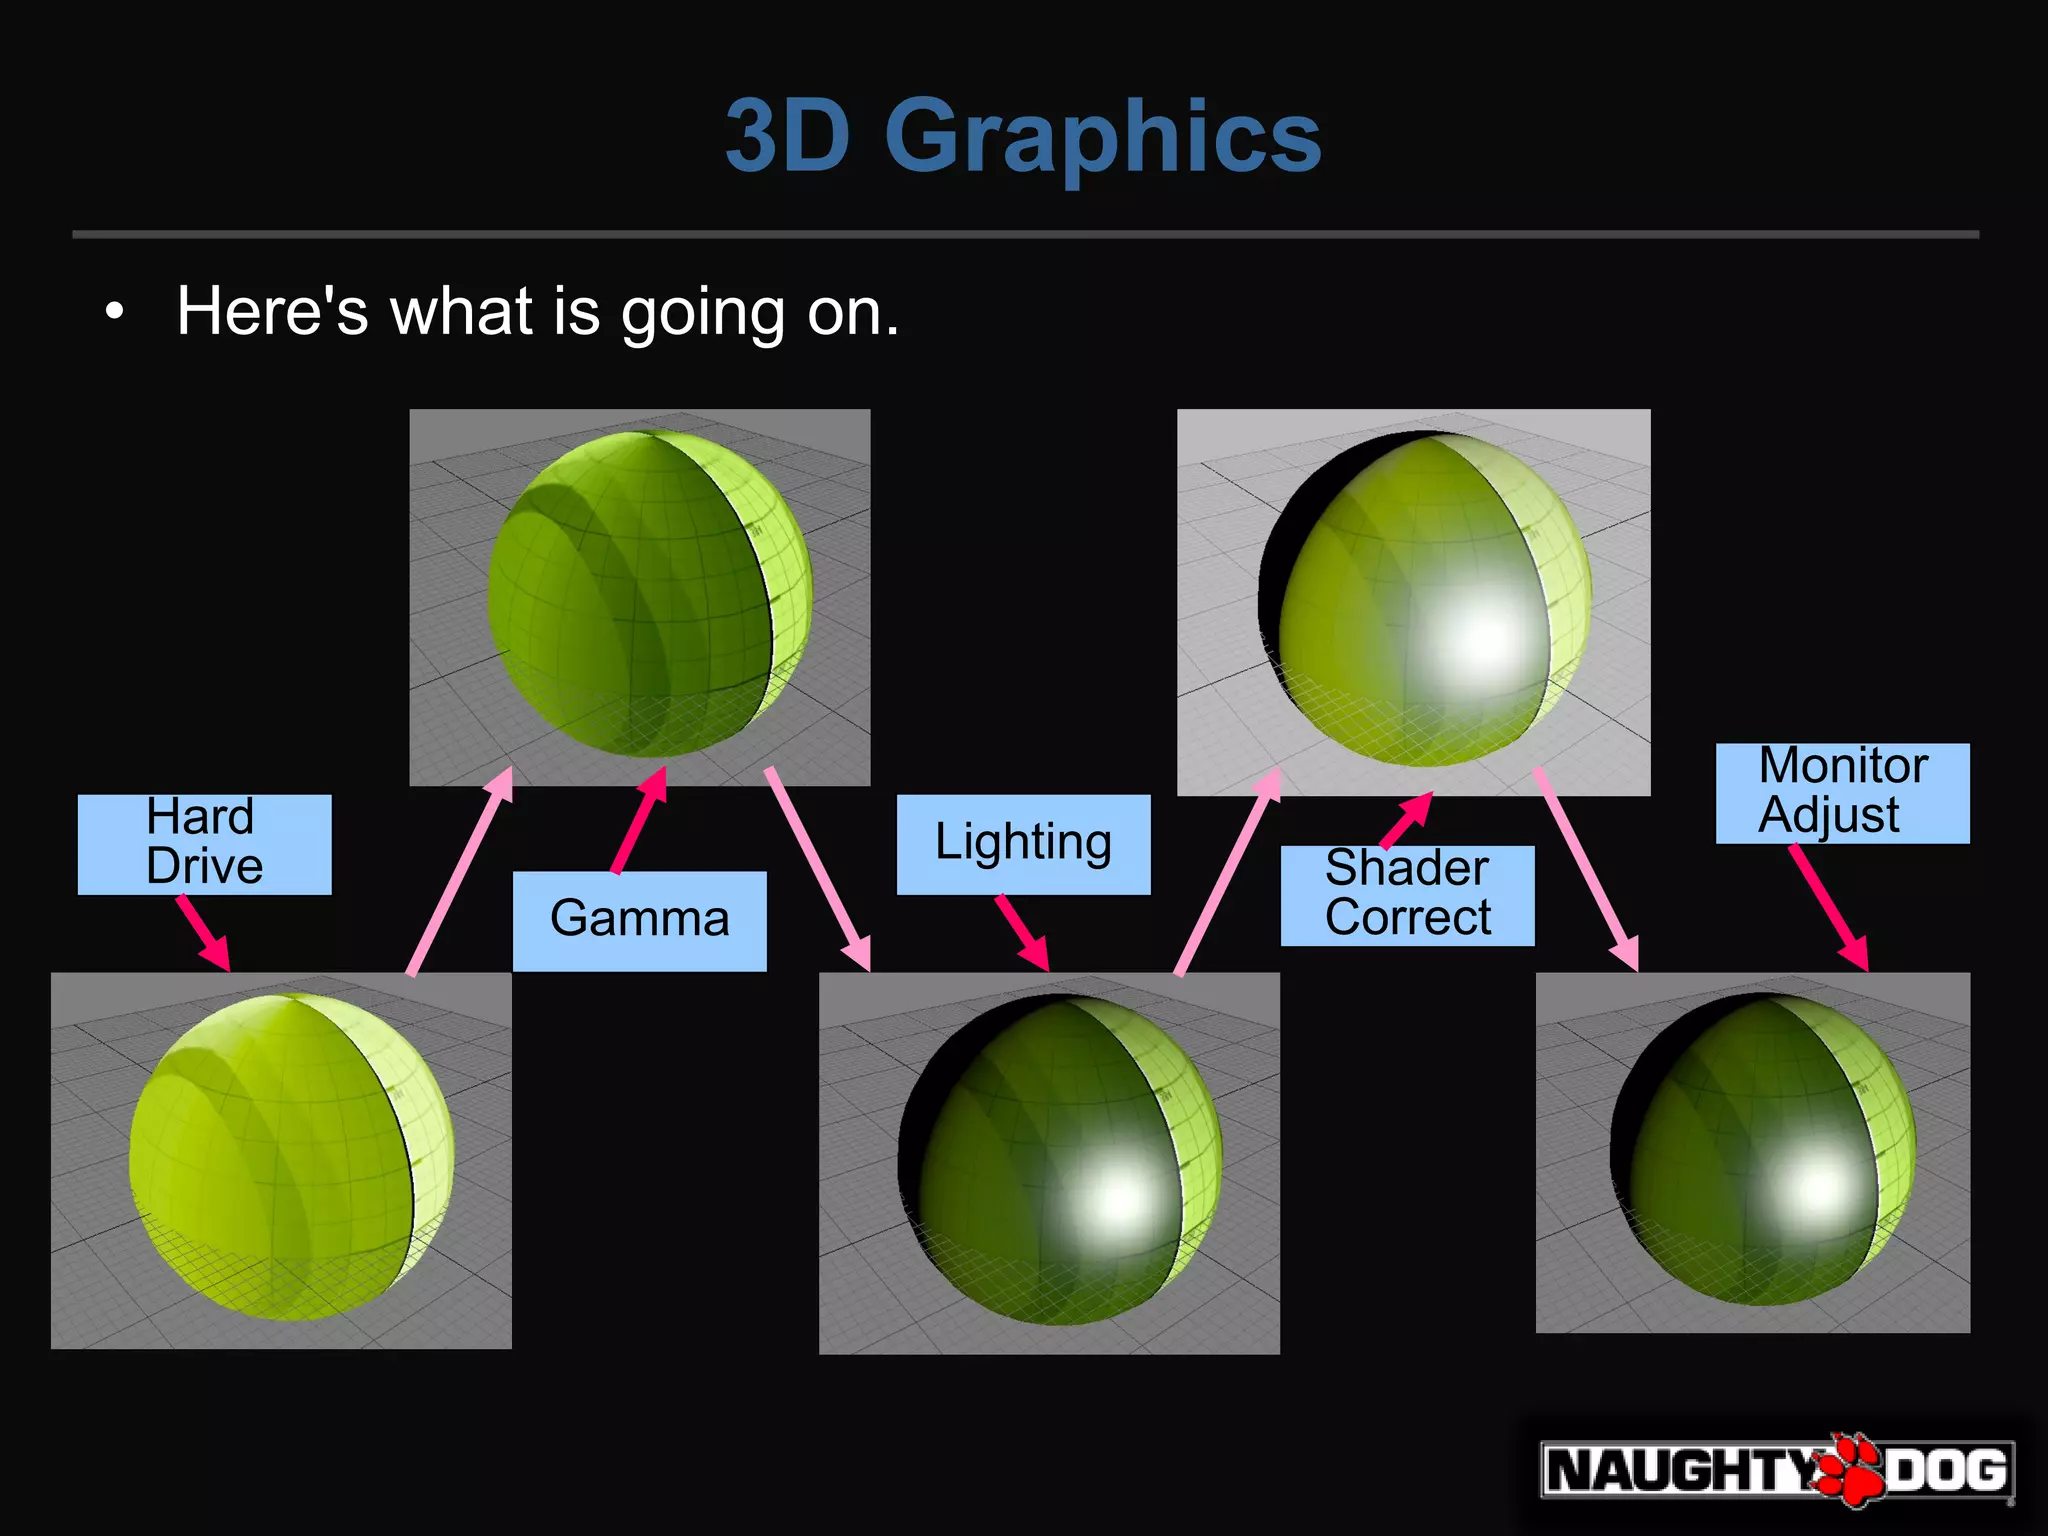 3D Graphics
• Here's what is going on.
Hard
Drive
Gamma
Lighting
Shader
Correct
Monitor
Adjust
NAUGHTY DOG